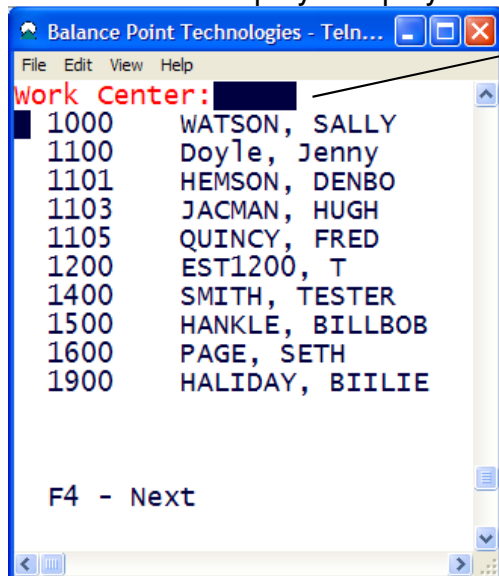 Balance Point Technologies - Teln...
File Edit View Help
Work Center:
1000 WATSON, SALLY
1100 Doyle, Jenny
1101 HEMSON, DENBO
1103 JACMAN, HUGH
1105 QUINCY, FRED
1200 EST1200, T
1400 SMITH, TESTER
1500 HANKLE, BILLBOB
1600 PAGE, SETH
1900 HALIDAY, BIILIE
F4 - Next